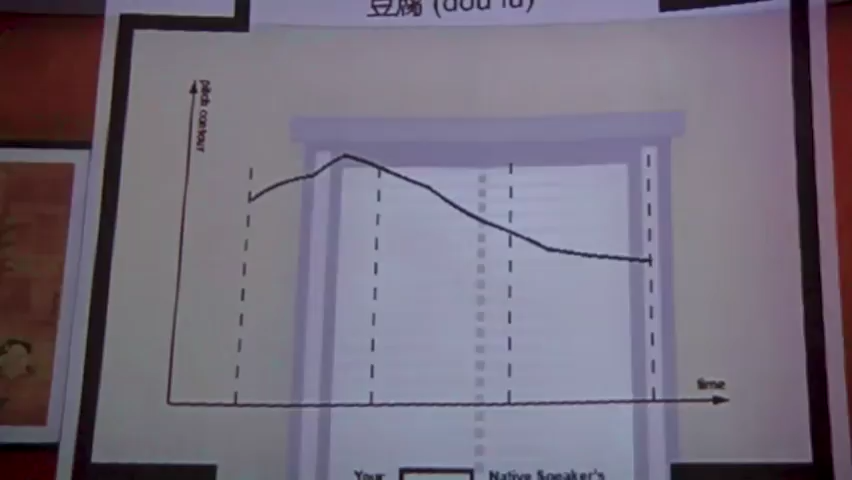 豆腐 (dou fu)
pitch contour
time
Your
Native Speaker's